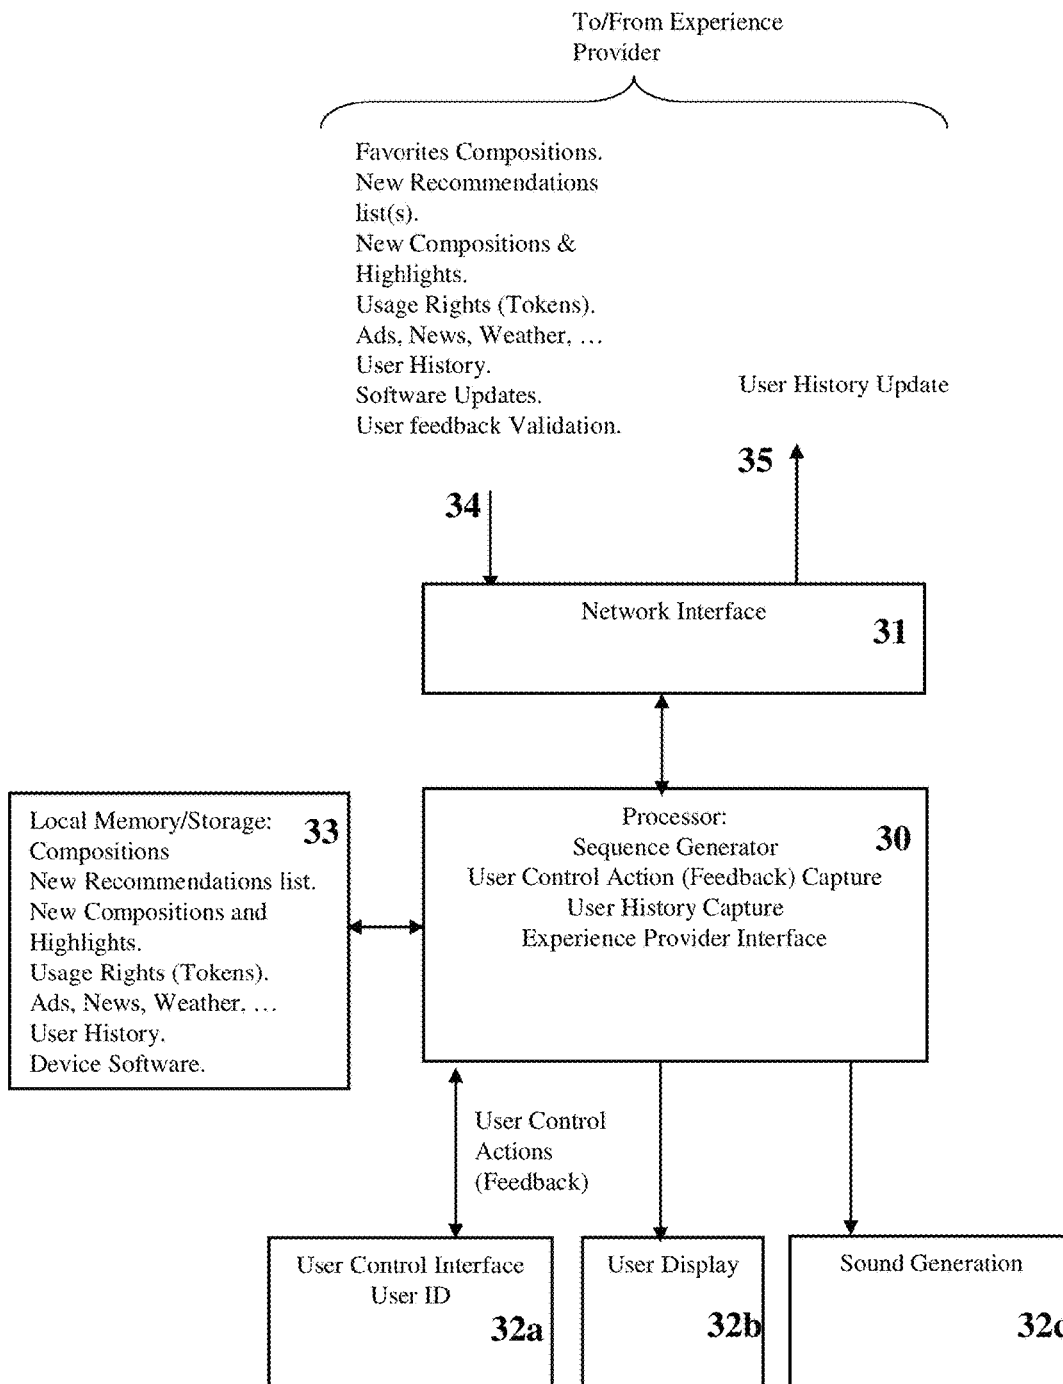 To/From Experience
Provider
Favorites Compositions.
New Recommendations
list(s).
New Compositions &
Highlights.
Usage Rights (Tokens).
Ads, News, Weather, …
User History.
Software Updates.
User feedback Validation.
User History Update
35
34
Network Interface
31
Local Memory/Storage:
33
Compositions
New Recommendations list.
New Compositions and
Highlights.
Usage Rights (Tokens).
Ads, News, Weather, …
User History.
Device Software.
Processor:
30
Sequence Generator
User Control Action (Feedback) Capture
User History Capture
Experience Provider Interface
User Control
Actions
(Feedback)
User Control Interface
User ID
32a
User Display
32b
Sound Generation
32c